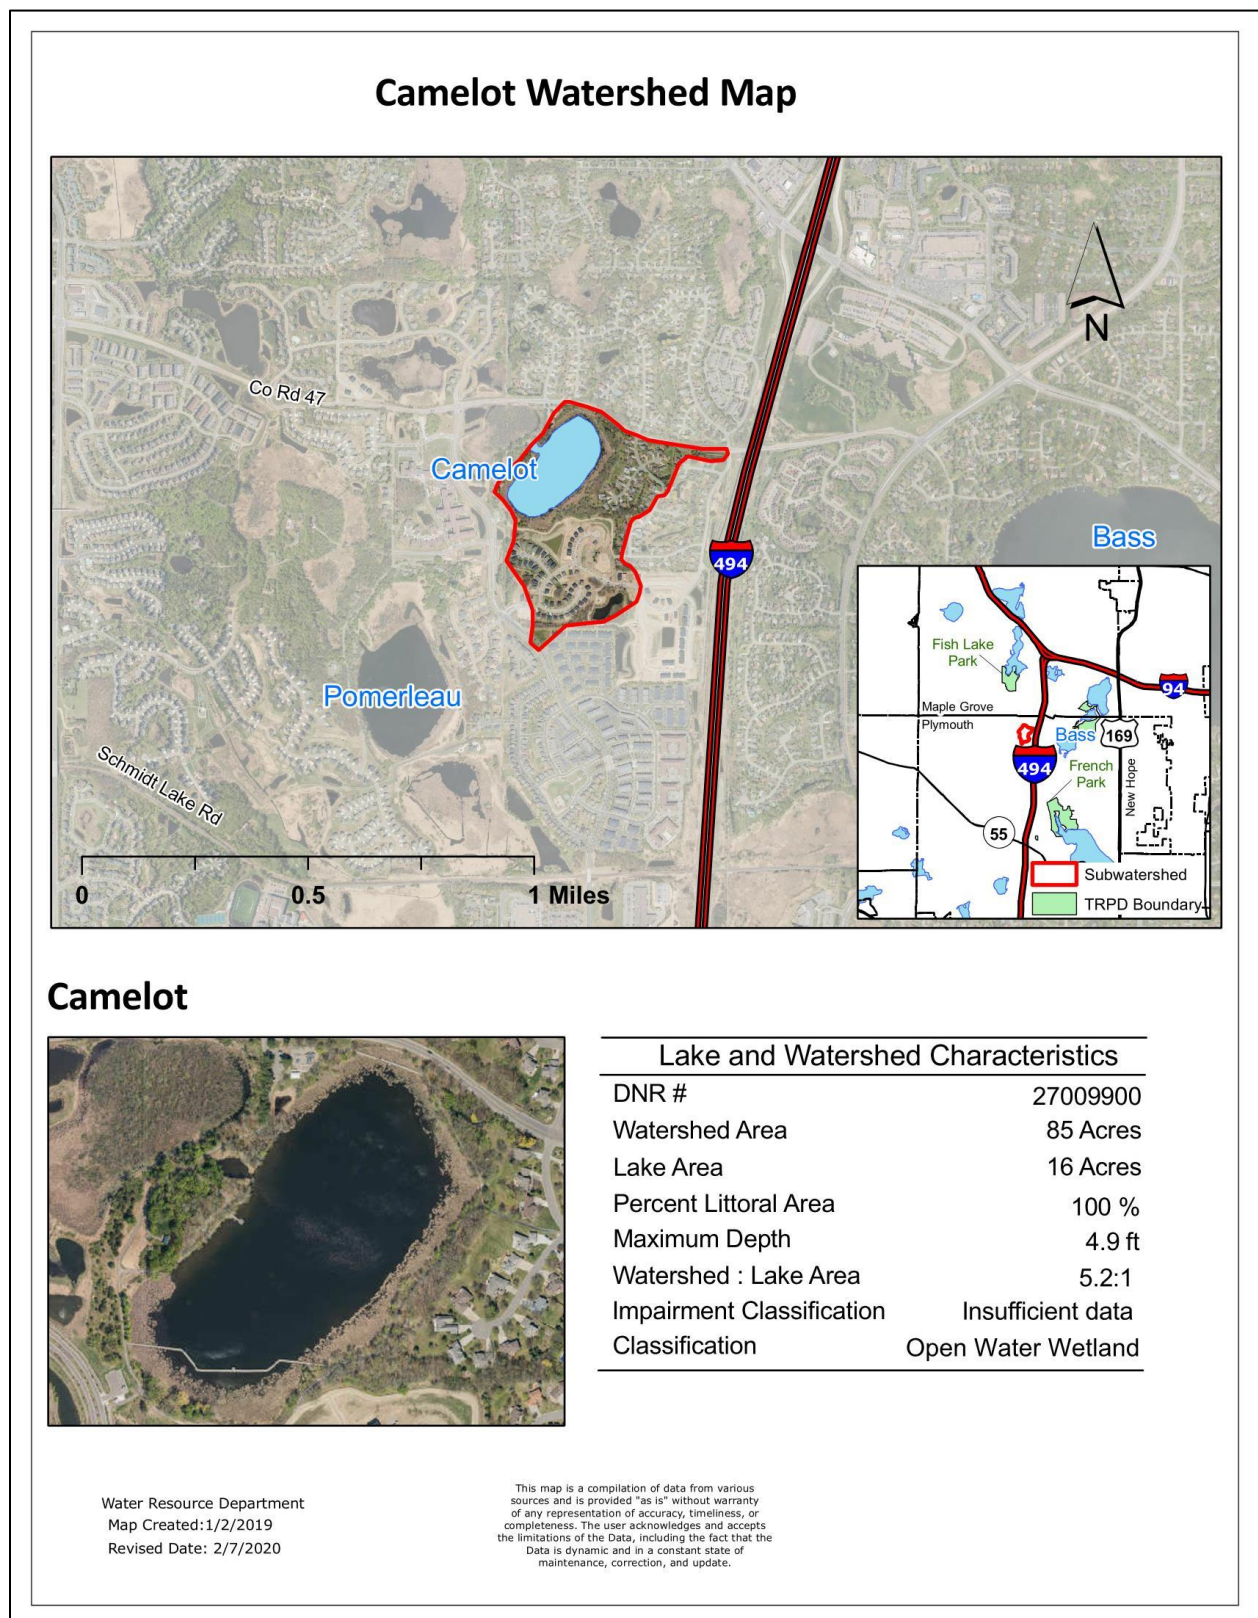 Camelot Watershed Map
N
Co Rd 47
Camelot
Bass
494
Pomerleau
Schmidt Lake Rd
0 0.5 1 Miles
Fish Lake
Park
94
Maple Grove
Plymouth
Bass
169
494
French
Park
New Hope
55
Subwatershed
TRPD Boundary
Camelot
Lake and Watershed Characteristics
DNR # 27009900
Watershed Area 85 Acres
Lake Area 16 Acres
Percent Littoral Area 100 %
Maximum Depth 4.9 ft
Watershed : Lake Area 5.2:1
Impairment Classification Insufficient data
Classification Open Water Wetland
Water Resource Department
Map Created:1/2/2019
Revised Date: 2/7/2020
This map is a compilation of data from various
sources and is provided "as is" without warranty
of any representation of accuracy, timeliness, or
completeness. The user acknowledges and accepts
the limitations of the Data, including the fact that the
Data is dynamic and in a constant state of
maintenance, correction, and update.